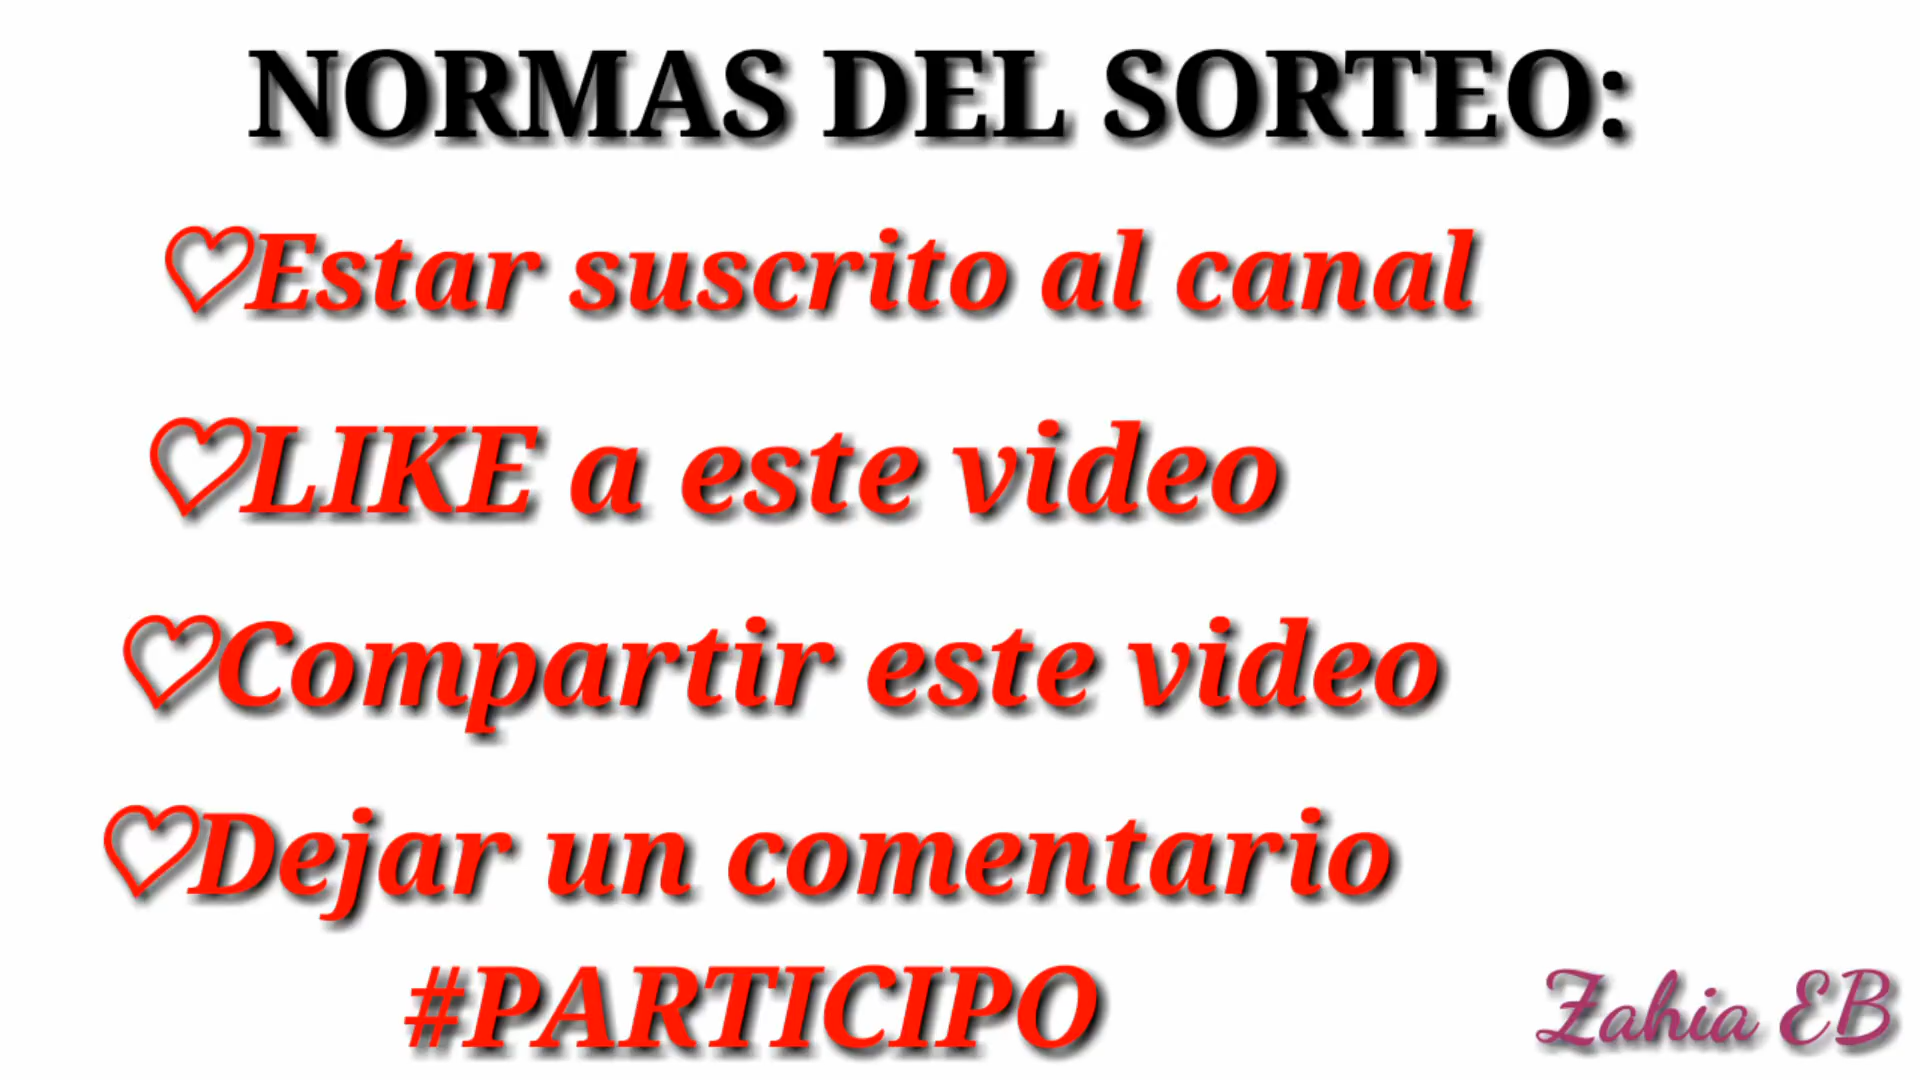 NORMAS DEL SORTEO:
♡Estar suscrito al canal
♡LIKE a este video
♡Compartir este video
♡Dejar un comentario
#PARTICIPO
Zahia EB